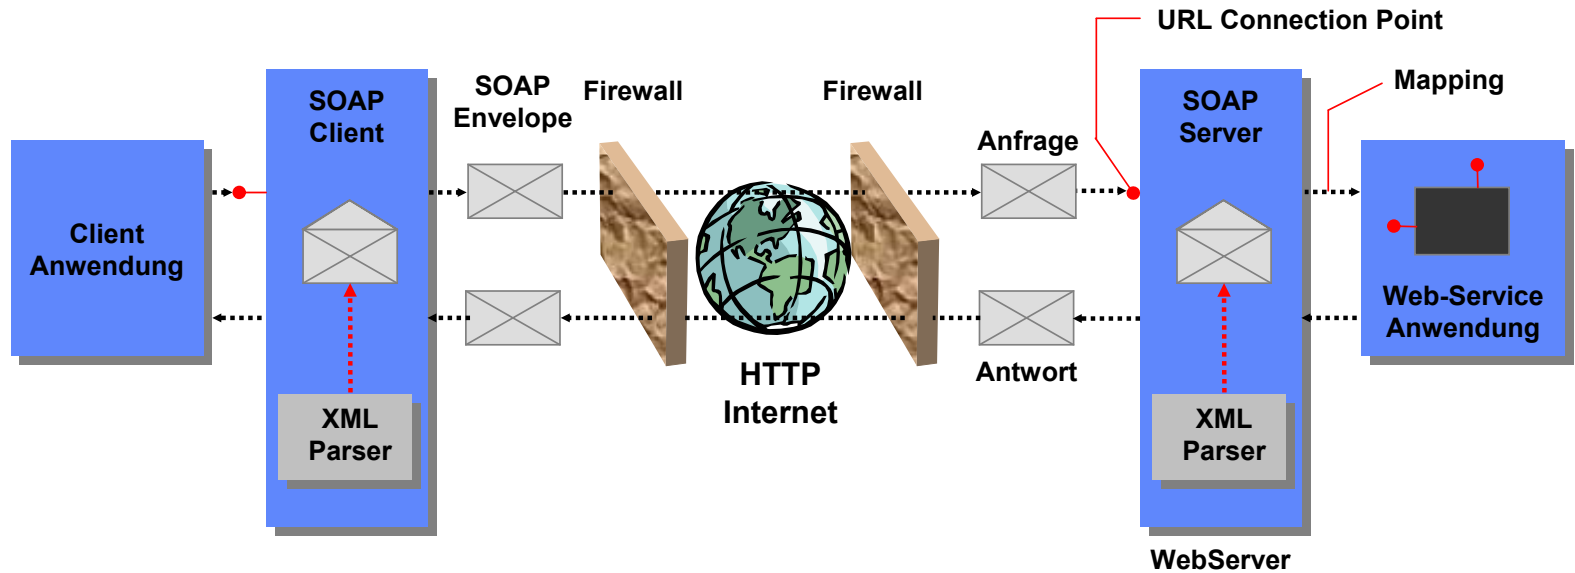 URL Connection Point
Mapping
SOAP
Envelope
Firewall
Firewall
SOAP
Client
SOAP
Server
Anfrage
Client
Anwendung
Web-Service
Anwendung
Antwort
HTTP
Internet
XML
Parser
XML
Parser
WebServer